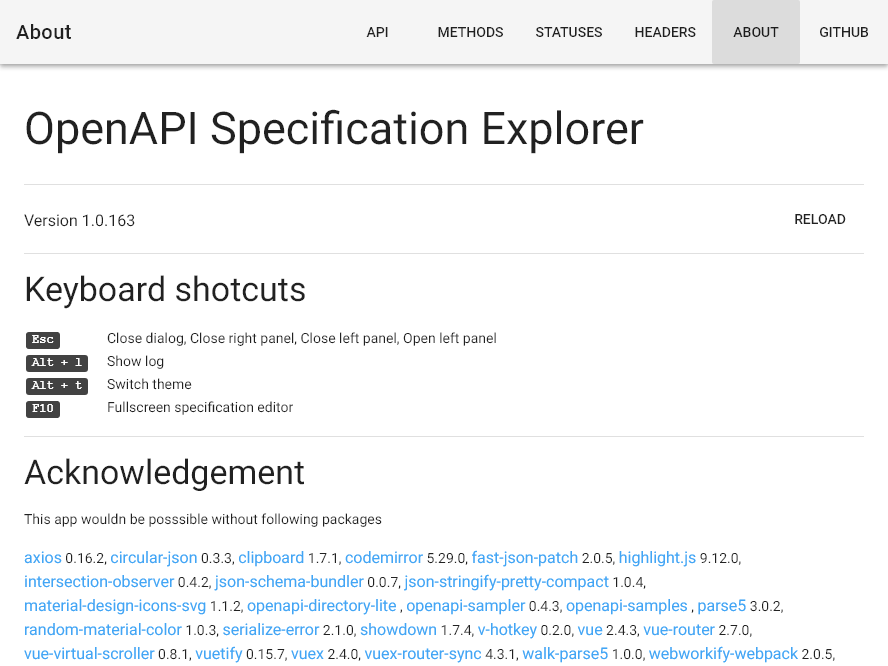 About API METHODS STATUSES HEADERS ABOUT GITHUB
OpenAPI Specification Explorer
Version 1.0.163 RELOAD
Keyboard shotcuts
Esc Close dialog, Close right panel, Close left panel, Open left panel
Alt + l Show log
Alt + t Switch theme
F10 Fullscreen specification editor
Acknowledgement
This app wouldn be posssible without following packages
axios 0.16.2, circular-json 0.3.3, clipboard 1.7.1, codemirror 5.29.0, fast-json-patch 2.0.5, highlight.js 9.12.0,
intersection-observer 0.4.2, json-schema-bundler 0.0.7, json-stringify-pretty-compact 1.0.4,
material-design-icons-svg 1.1.2, openapi-directory-lite , openapi-sampler 0.4.3, openapi-samples , parse5 3.0.2,
random-material-color 1.0.3, serialize-error 2.1.0, showdown 1.7.4, v-hotkey 0.2.0, vue 2.4.3, vue-router 2.7.0,
vue-virtual-scroller 0.8.1, vuetify 0.15.7, vuex 2.4.0, vuex-router-sync 4.3.1, walk-parse5 1.0.0, webworkify-webpack 2.0.5,